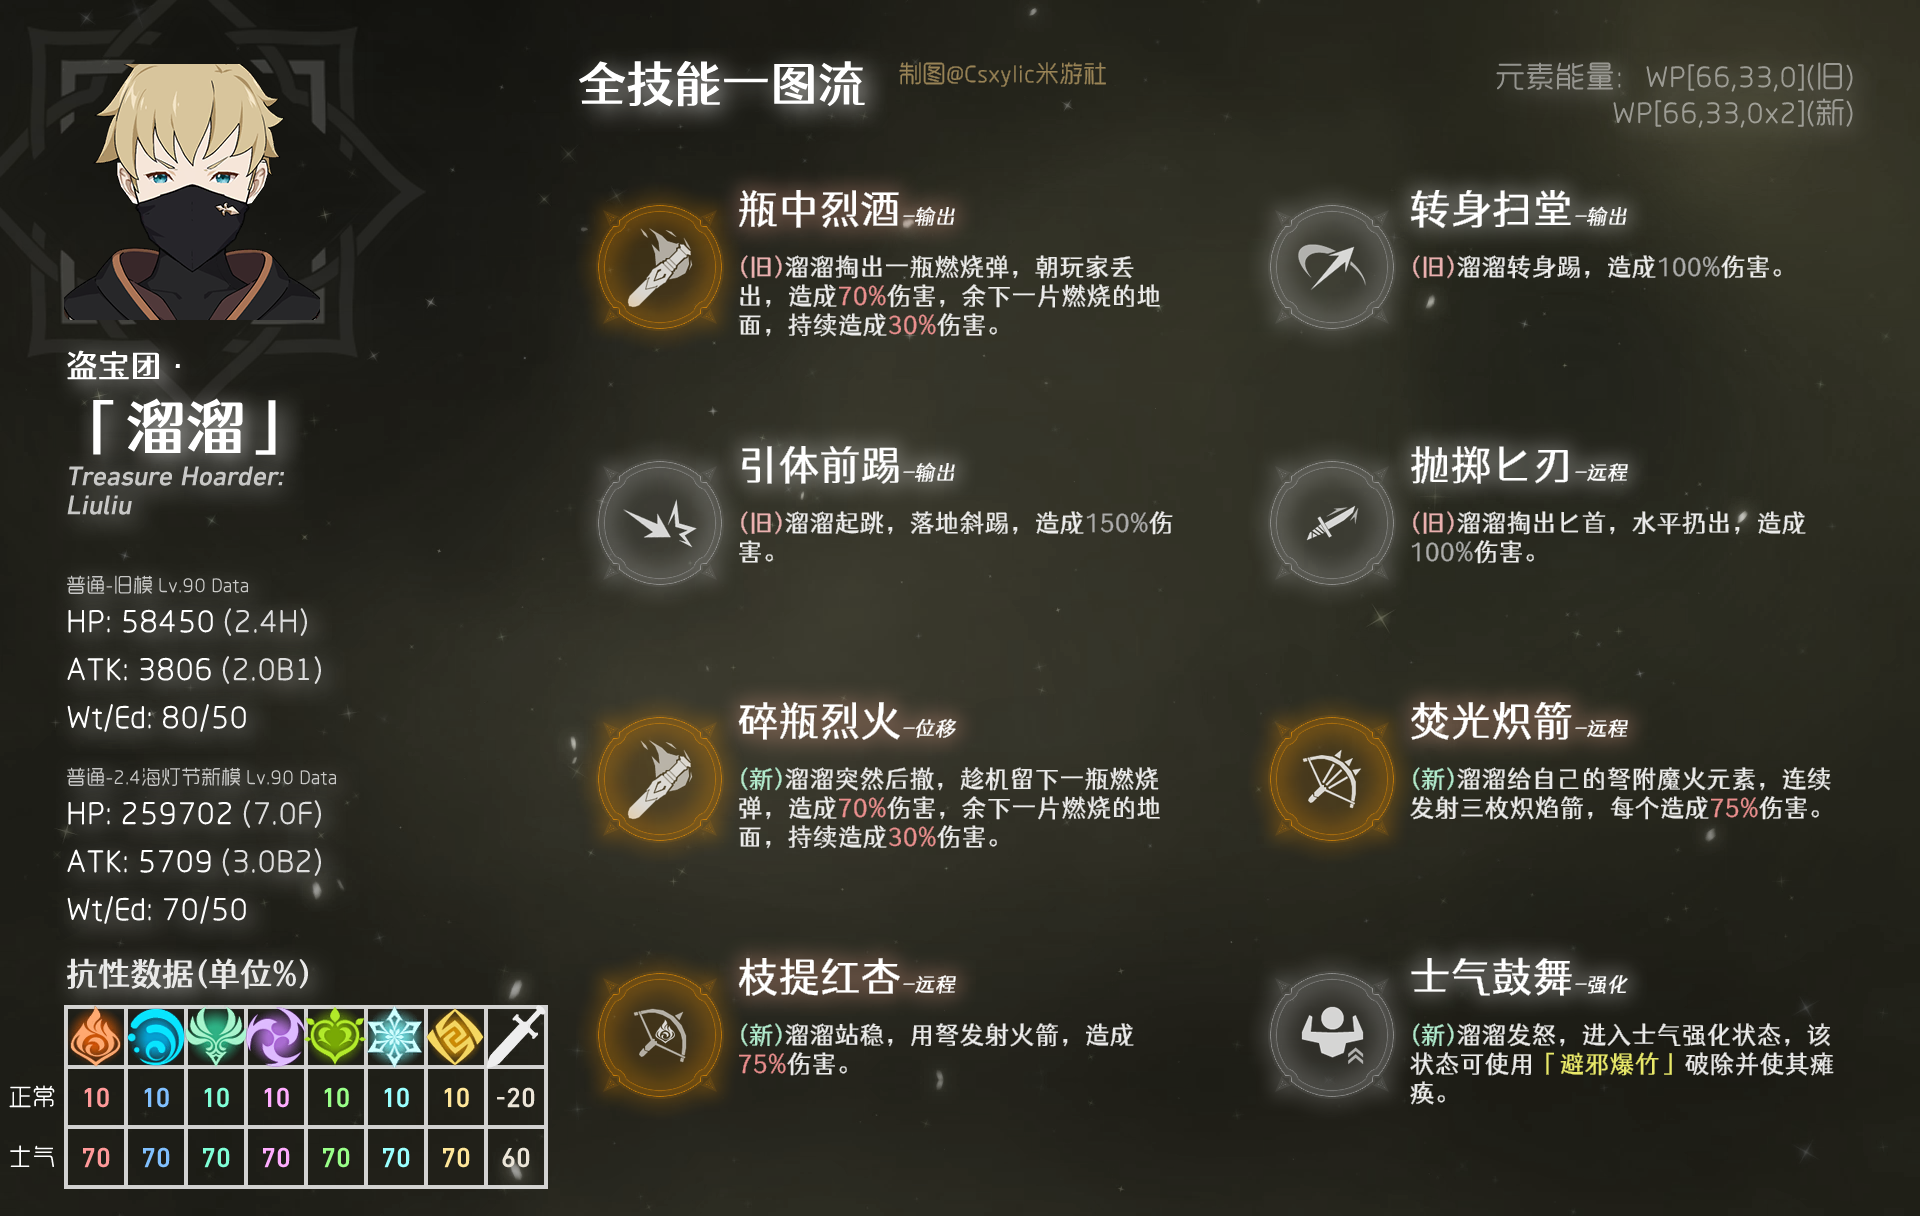 全技能一图流 制图@Csxylic米游社
元素能量： WP[66,33,0](旧)
WP[66,33,0x2](新)
盗宝团 ·
「溜溜」
Treasure Hoarder:
Liuliu
普通-旧模 Lv.90 Data
HP: 58450 (2.4H)
ATK: 3806 (2.0B1)
Wt/Ed: 80/50
普通-2.4海灯节新模 Lv.90 Data
HP: 259702 (7.0F)
ATK: 5709 (3.0B2)
Wt/Ed: 70/50
抗性数据(单位%)
正常 10 10 10 10 10 10 10 -20
士气 70 70 70 70 70 70 70 60
瓶中烈酒-输出
(旧)溜溜掏出一瓶燃烧弹，朝玩家丢
出，造成70%伤害，余下一片燃烧的地
面，持续造成30%伤害。
转身扫堂-输出
(旧)溜溜转身踢，造成100%伤害。
引体前踢-输出
(旧)溜溜起跳，落地斜踢，造成150%伤
害。
抛掷匕刃-远程
(旧)溜溜掏出匕首，水平扔出，造成
100%伤害。
碎瓶烈火-位移
(新)溜溜突然后撤，趁机留下一瓶燃烧
弹，造成70%伤害，余下一片燃烧的地
面，持续造成30%伤害。
焚光炽箭-远程
(新)溜溜给自己的弩附魔火元素，连续
发射三枚炽焰箭，每个造成75%伤害。
枝提红杏-远程
(新)溜溜站稳，用弩发射火箭，造成
75%伤害。
士气鼓舞-强化
(新)溜溜发怒，进入士气强化状态，该
状态可使用「避邪爆竹」破除并使其瘫
痪。